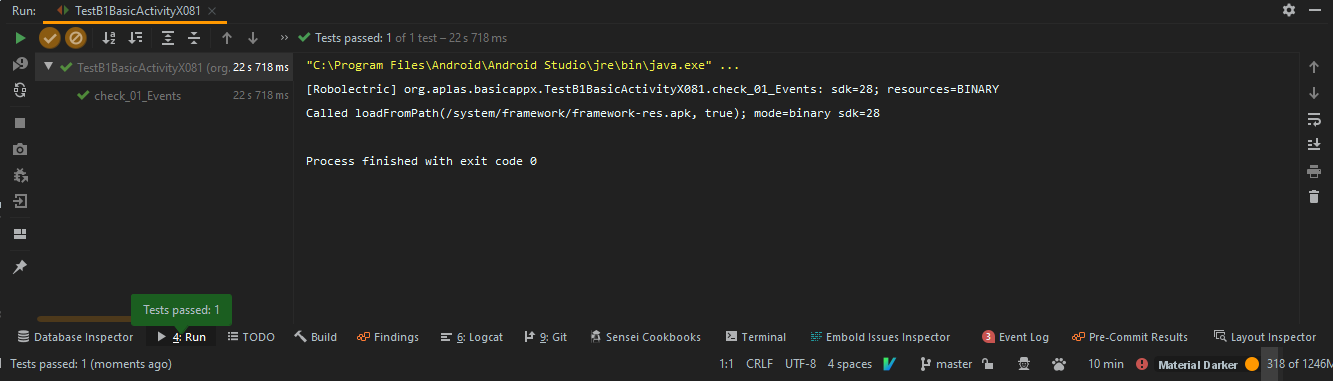 Run: TestB1BasicActivityX081
Tests passed: 1 of 1 test – 22 s 718 ms
TestB1BasicActivityX081 (org. 22 s 718 ms
check_01_Events 22 s 718 ms
"C:\Program Files\Android\Android Studio\jre\bin\java.exe" ...
[Robolectric] org.aplas.basicappx.TestB1BasicActivityX081.check_01_Events: sdk=28; resources=BINARY
Called loadFromPath(/system/framework/framework-res.apk, true); mode=binary sdk=28
Process finished with exit code 0
Tests passed: 1
Database Inspector 4: Run TODO Build Findings 6: Logcat 9: Git Sensei Cookbooks Terminal Embold Issues Inspector 3 Event Log Pre-Commit Results Layout Inspector
Tests passed: 1 (moments ago) 1:1 CRLF UTF-8 4 spaces master 10 min Material Darker 318 of 1246M